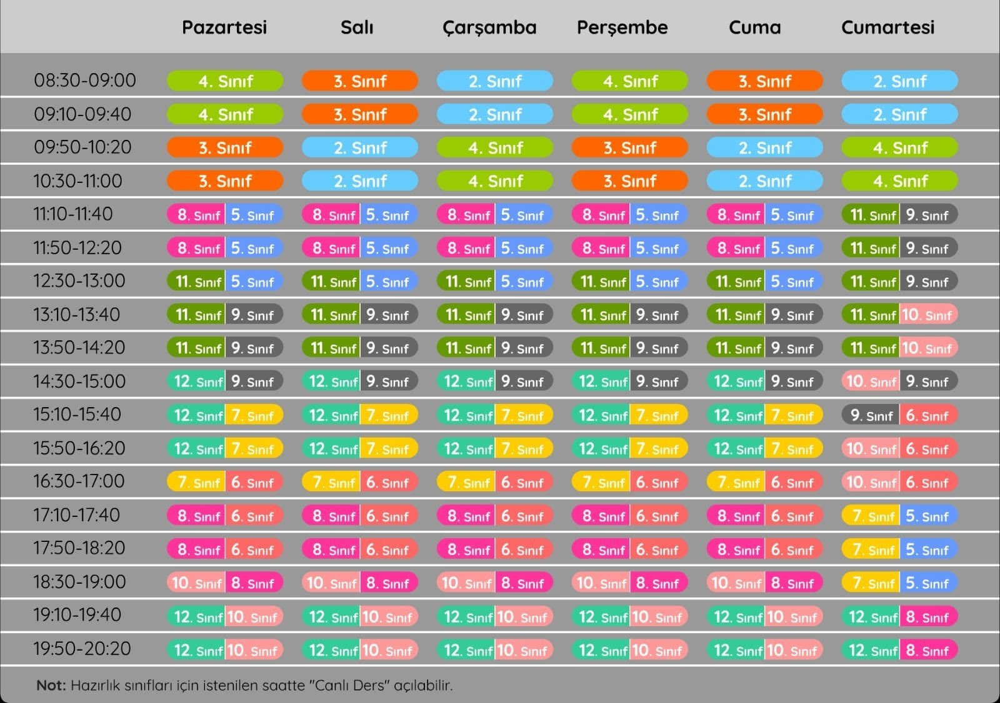 Pazartesi Salı Çarşamba Perşembe Cuma Cumartesi
08:30-09:00 4. Sınıf 3. Sınıf 2. Sınıf 4. Sınıf 3. Sınıf 2. Sınıf
09:10-09:40 4. Sınıf 3. Sınıf 2. Sınıf 4. Sınıf 3. Sınıf 2. Sınıf
09:50-10:20 3. Sınıf 2. Sınıf 4. Sınıf 3. Sınıf 2. Sınıf 4. Sınıf
10:30-11:00 3. Sınıf 2. Sınıf 4. Sınıf 3. Sınıf 2. Sınıf 4. Sınıf
11:10-11:40 8. Sınıf 5. Sınıf 8. Sınıf 5. Sınıf 8. Sınıf 5. Sınıf 8. Sınıf 5. Sınıf 8. Sınıf 5. Sınıf 11. Sınıf 9. Sınıf
11:50-12:20 8. Sınıf 5. Sınıf 8. Sınıf 5. Sınıf 8. Sınıf 5. Sınıf 8. Sınıf 5. Sınıf 8. Sınıf 5. Sınıf 11. Sınıf 9. Sınıf
12:30-13:00 11. Sınıf 5. Sınıf 11. Sınıf 5. Sınıf 11. Sınıf 5. Sınıf 11. Sınıf 5. Sınıf 11. Sınıf 5. Sınıf 11. Sınıf 9. Sınıf
13:10-13:40 11. Sınıf 9. Sınıf 11. Sınıf 9. Sınıf 11. Sınıf 9. Sınıf 11. Sınıf 9. Sınıf 11. Sınıf 9. Sınıf 11. Sınıf 10. Sınıf
13:50-14:20 11. Sınıf 9. Sınıf 11. Sınıf 9. Sınıf 11. Sınıf 9. Sınıf 11. Sınıf 9. Sınıf 11. Sınıf 9. Sınıf 11. Sınıf 10. Sınıf
14:30-15:00 12. Sınıf 9. Sınıf 12. Sınıf 9. Sınıf 12. Sınıf 9. Sınıf 12. Sınıf 9. Sınıf 12. Sınıf 9. Sınıf 10. Sınıf 9. Sınıf
15:10-15:40 12. Sınıf 7. Sınıf 12. Sınıf 7. Sınıf 12. Sınıf 7. Sınıf 12. Sınıf 7. Sınıf 12. Sınıf 7. Sınıf 9. Sınıf 6. Sınıf
15:50-16:20 12. Sınıf 7. Sınıf 12. Sınıf 7. Sınıf 12. Sınıf 7. Sınıf 12. Sınıf 7. Sınıf 12. Sınıf 7. Sınıf 10. Sınıf 6. Sınıf
16:30-17:00 7. Sınıf 6. Sınıf 7. Sınıf 6. Sınıf 7. Sınıf 6. Sınıf 7. Sınıf 6. Sınıf 7. Sınıf 6. Sınıf 10. Sınıf 6. Sınıf
17:10-17:40 8. Sınıf 6. Sınıf 8. Sınıf 6. Sınıf 8. Sınıf 6. Sınıf 8. Sınıf 6. Sınıf 8. Sınıf 6. Sınıf 7. Sınıf 5. Sınıf
17:50-18:20 8. Sınıf 6. Sınıf 8. Sınıf 6. Sınıf 8. Sınıf 6. Sınıf 8. Sınıf 6. Sınıf 8. Sınıf 6. Sınıf 7. Sınıf 5. Sınıf
18:30-19:00 10. Sınıf 8. Sınıf 10. Sınıf 8. Sınıf 10. Sınıf 8. Sınıf 10. Sınıf 8. Sınıf 10. Sınıf 8. Sınıf 7. Sınıf 5. Sınıf
19:10-19:40 12. Sınıf 10. Sınıf 12. Sınıf 10. Sınıf 12. Sınıf 10. Sınıf 12. Sınıf 10. Sınıf 12. Sınıf 10. Sınıf 12. Sınıf 8. Sınıf
19:50-20:20 12. Sınıf 10. Sınıf 12. Sınıf 10. Sınıf 12. Sınıf 10. Sınıf 12. Sınıf 10. Sınıf 12. Sınıf 10. Sınıf 12. Sınıf 8. Sınıf
Not: Hazırlık sınıfları için istenilen saatte "Canlı Ders" açılabilir.